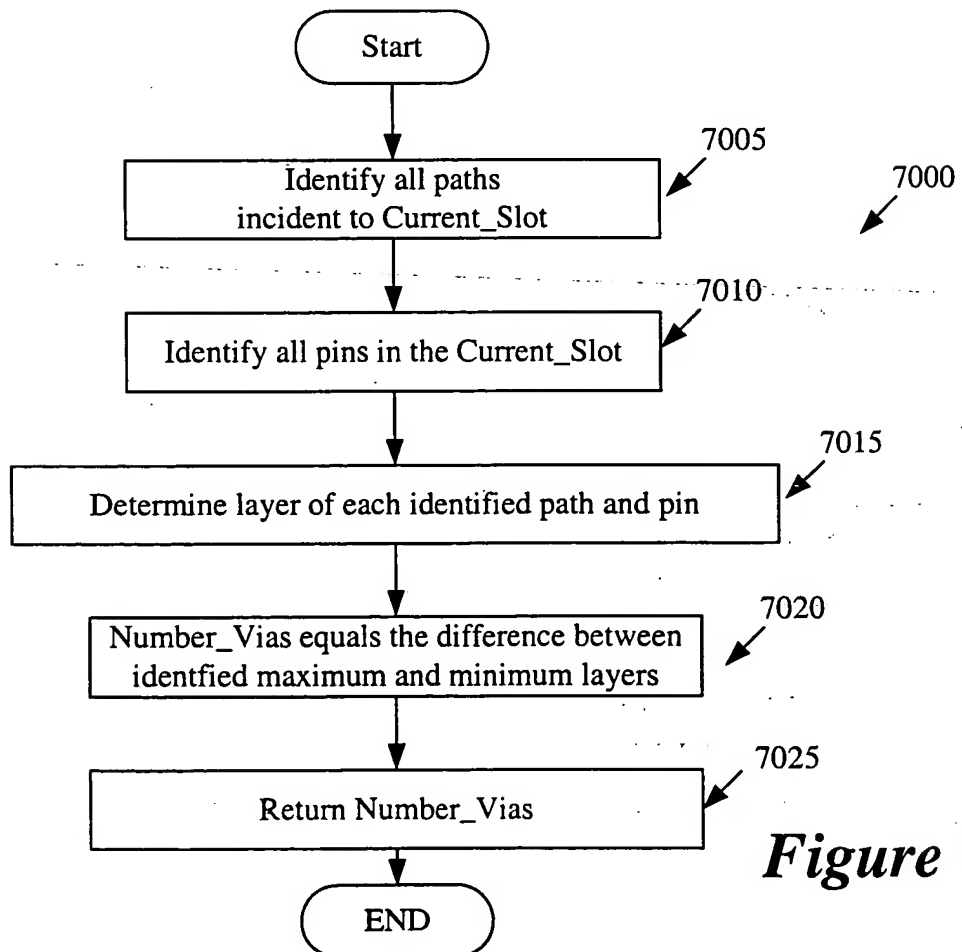 Start
7005
Identify all paths
incident to Current_Slot
7000
7010
Identify all pins in the Current_Slot
7015
Determine layer of each identified path and pin
7020
Number_Vias equals the difference between
identfied maximum and minimum layers
7025
Return Number_Vias
Figure
END